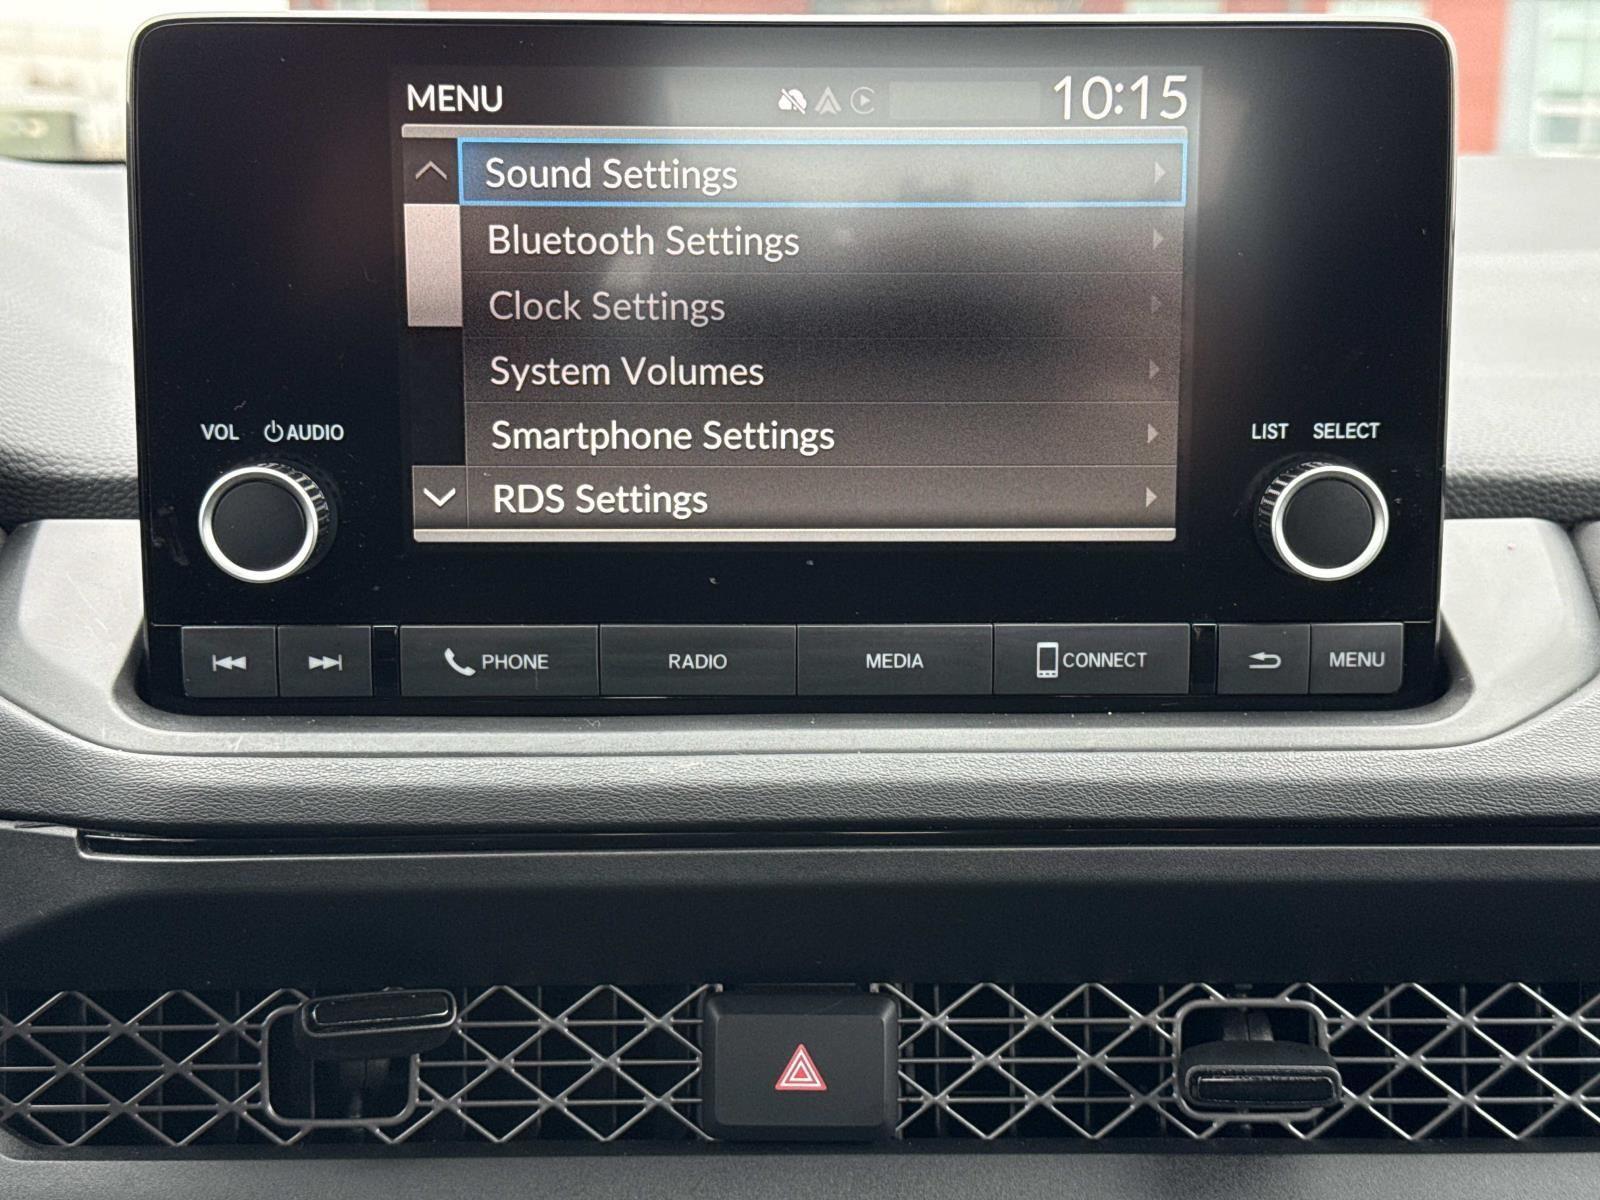 MENU 10:15
Sound Settings
Bluetooth Settings
Clock Settings
System Volumes
Smartphone Settings
RDS Settings
VOL AUDIO
LIST SELECT
PHONE RADIO MEDIA CONNECT MENU